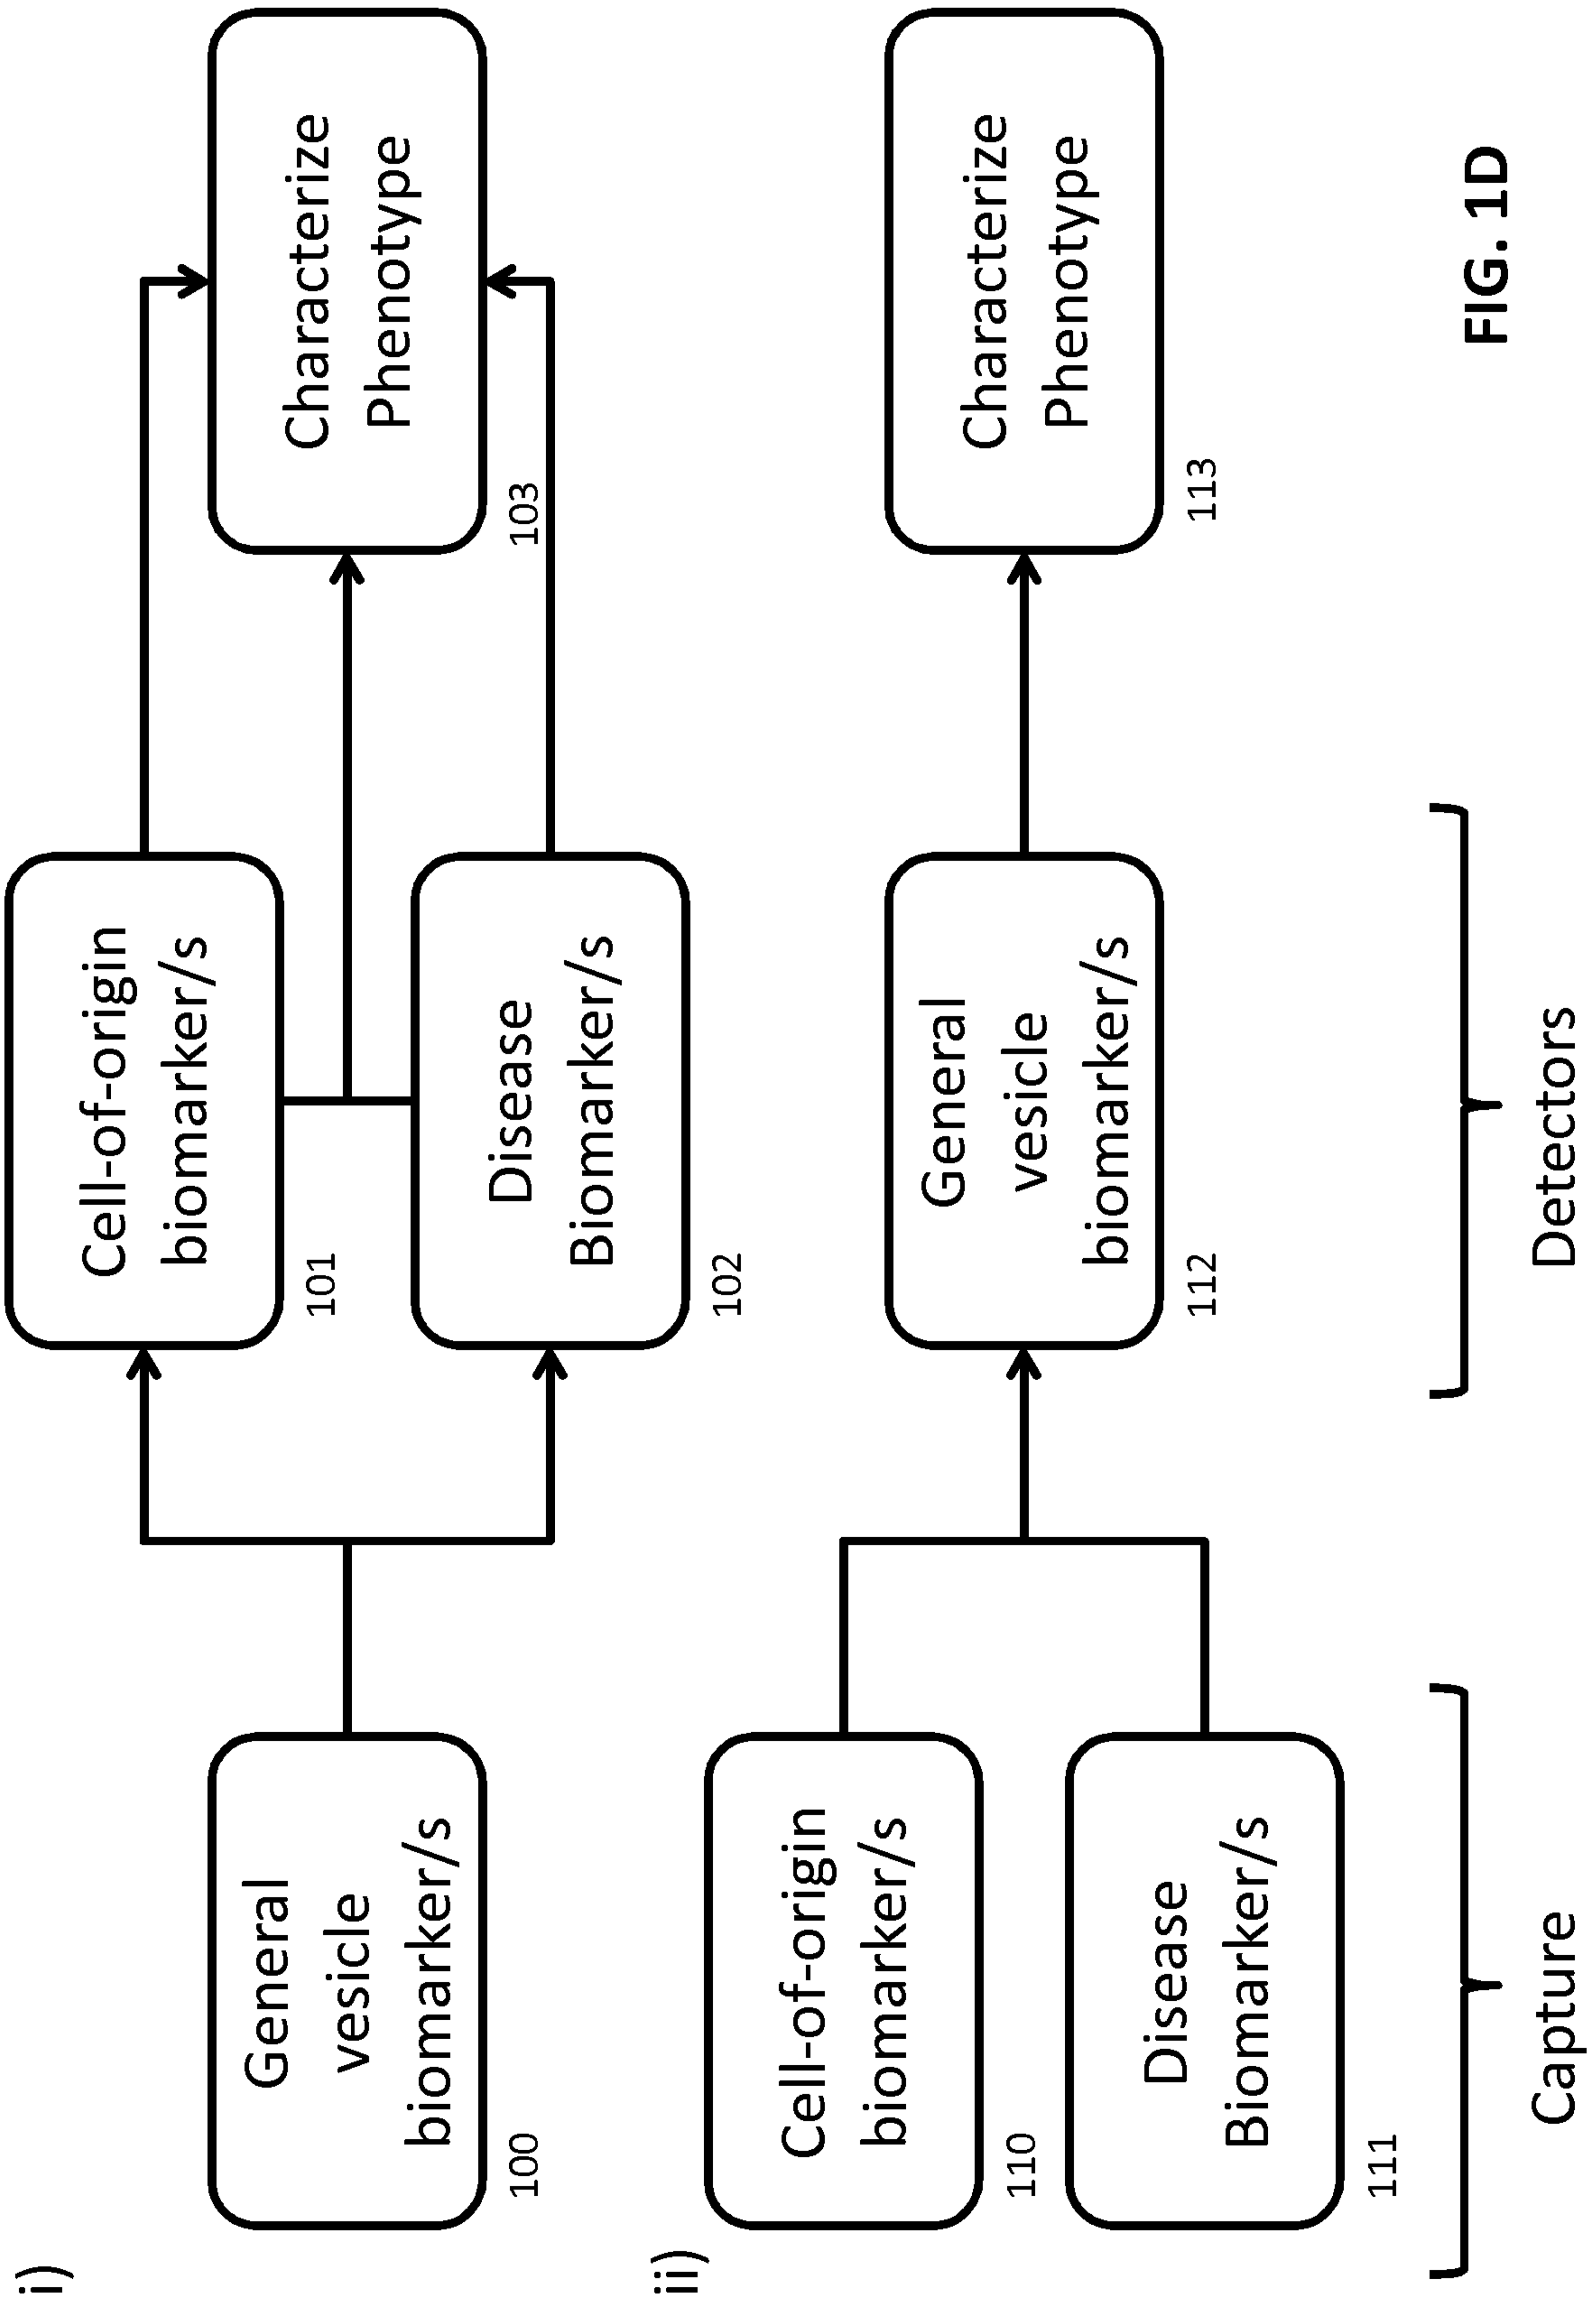 i)
General
vesicle
biomarker/s
100
Cell-of-origin
biomarker/s
101
Disease
Biomarker/s
102
Characterize
Phenotype
103
ii)
Cell-of-origin
biomarker/s
110
Disease
Biomarker/s
111
General
vesicle
biomarker/s
112
Characterize
Phenotype
113
Capture
Detectors
FIG. 1D